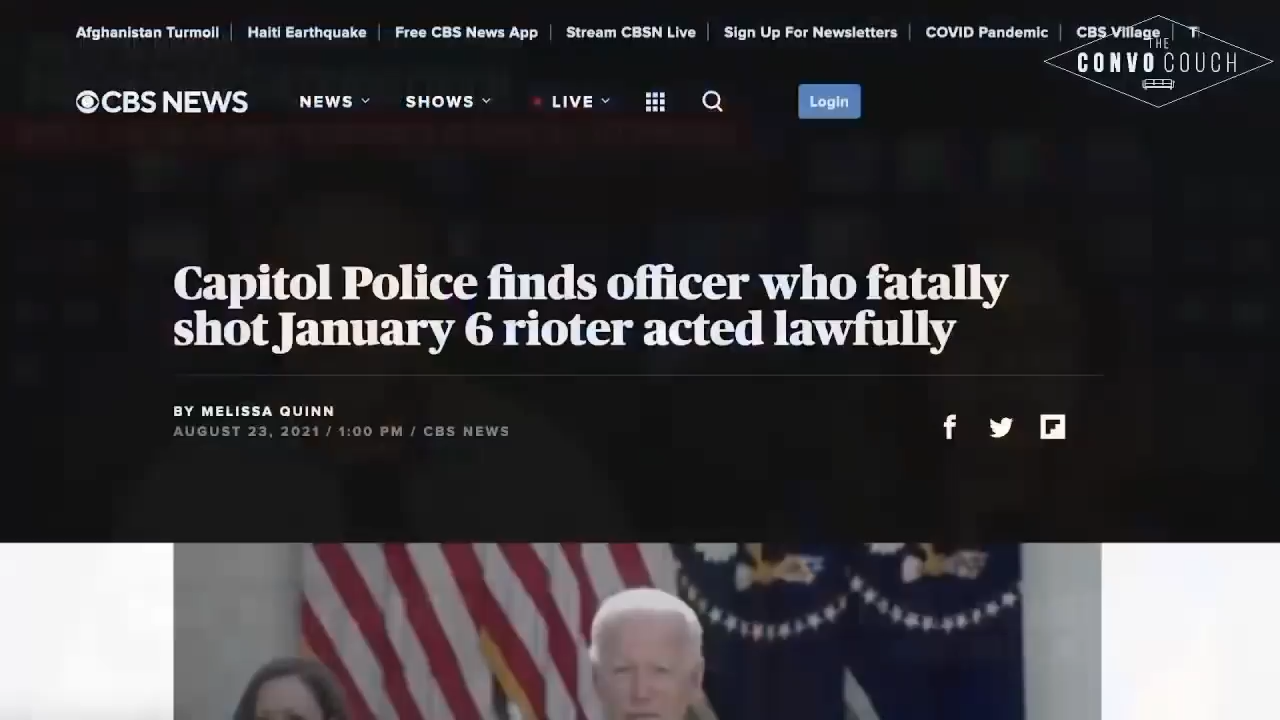 Afghanistan Turmoil
Haiti Earthquake
Free CBS News App
Stream CBSN Live
Sign Up For Newsletters
COVID Pandemic
CBS Village
THE
CONVO COUCH
CBS NEWS
NEWS
SHOWS
LIVE
Login
Capitol Police finds officer who fatally
shot January 6 rioter acted lawfully
BY MELISSA QUINN
AUGUST 23, 2021 / 1:00 PM / CBS NEWS